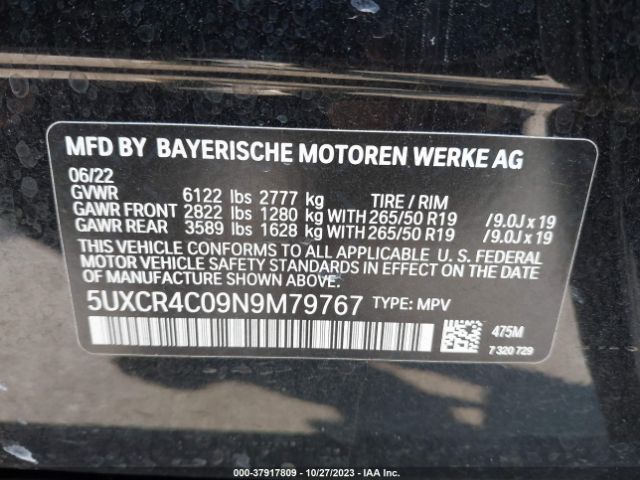 MFD BY BAYERISCHE MOTOREN WERKE AG
06/22
GVWR 6122 lbs 2777 kg TIRE / RIM
GAWR FRONT 2822 lbs 1280 kg WITH 265/50 R19 /9.0J x 19
GAWR REAR 3589 lbs 1628 kg WITH 265/50 R19 /9.0J x 19
THIS VEHICLE CONFORMS TO ALL APPLICABLE U. S. FEDERAL
MOTOR VEHICLE SAFETY STANDARDS IN EFFECT ON THE DATE
OF MANUFACTURE SHOWN ABOVE.
5UXCR4C09N9M79767 TYPE: MPV
475M
7 320 729
000-37917809 | 10/27/2023 | IAA Inc.